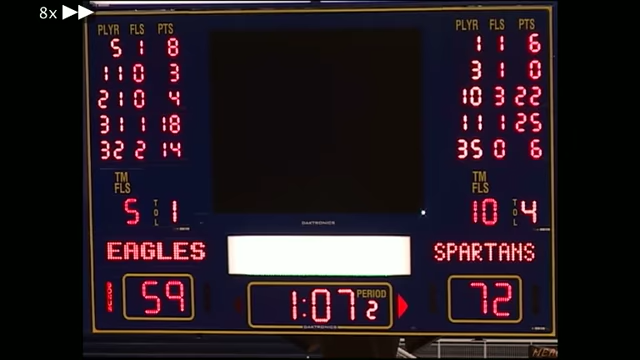 8x
PLYR FLS PTS
5 1 8
11 0 3
21 0 4
31 1 18
32 2 14
TM
FLS
5 TOL 1
PLYR FLS PTS
1 1 6
3 1 0
10 3 22
11 1 25
35 0 6
TM
FLS
10 TOL 4
DAKTRONICS
EAGLES
SPARTANS
59
1:07 PERIOD 2
72
DAKTRONICS